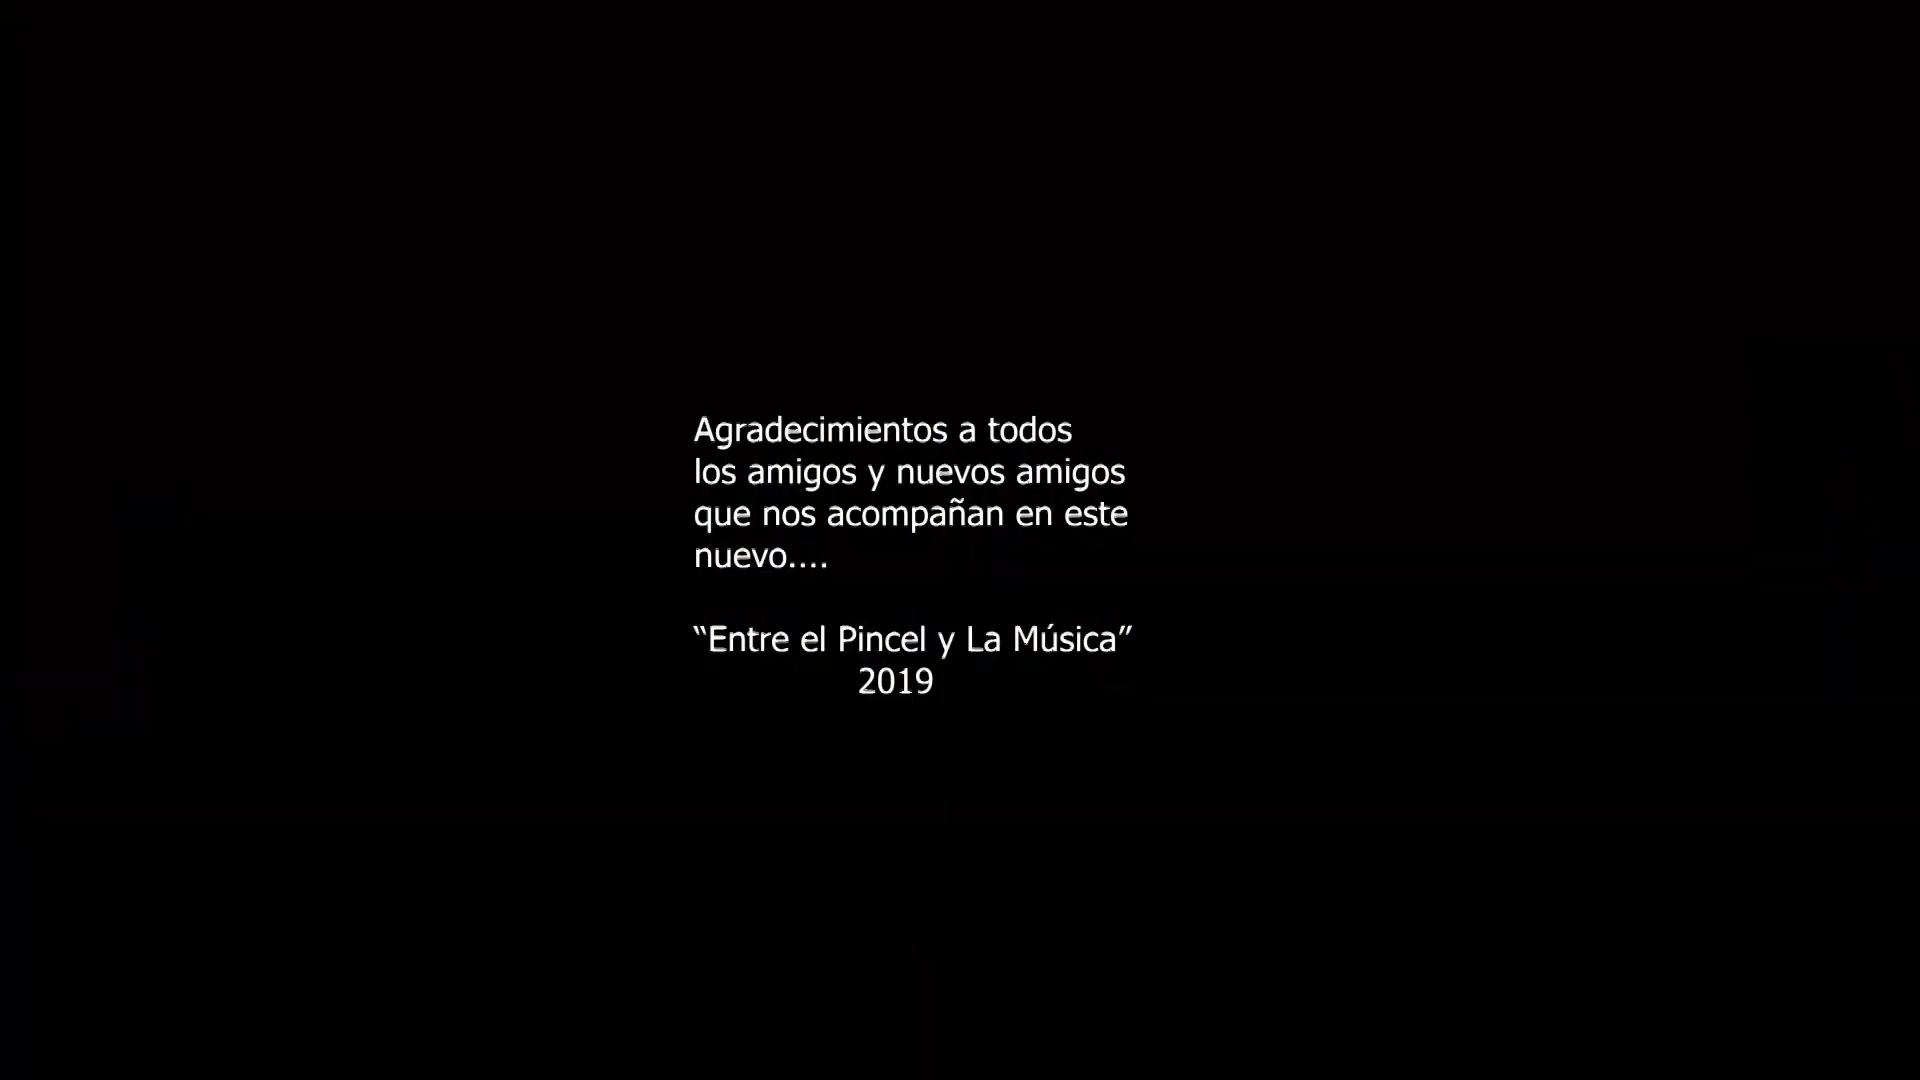 Agradecimientos a todos
los amigos y nuevos amigos
que nos acompañan en este
nuevo....
“Entre el Pincel y La Música”
2019